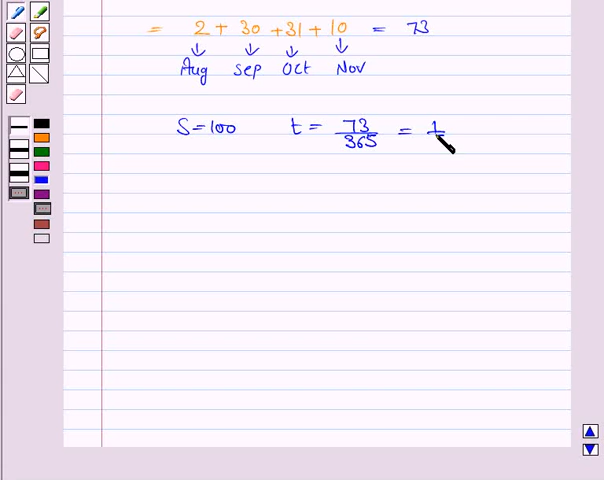 = 2 + 30 + 31 + 10 = 73
↓ ↓ ↓ ↓
Aug Sep Oct Nov
S = 100 t = 73/365 = 1/